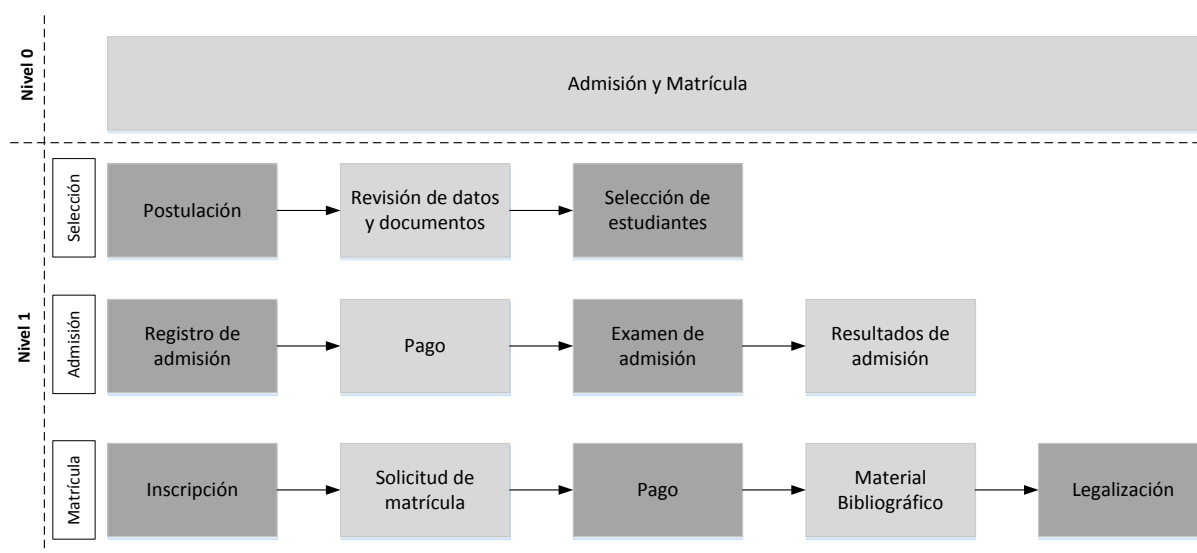 Nivel 0
Admisión y Matrícula
Nivel 1
Selección
Postulación
Revisión de datos
y documentos
Selección de
estudiantes
Admisión
Registro de
admisión
Pago
Examen de
admisión
Resultados de
admisión
Matrícula
Inscripción
Solicitud de
matrícula
Pago
Material
Bibliográfico
Legalización